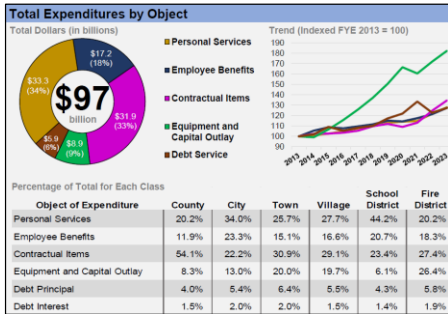 Total Expenditures by Object
Total Dollars (in billions)
$17.2
(18%)
$31.9
(33%)
$8.9
(9%)
$5.9
(6%)
$33.3
(34%)
$97
billion
Personal Services
Employee Benefits
Contractual Items
Equipment and
Capital Outlay
Debt Service
Trend (Indexed FYE 2013 = 100)
190
180
170
160
150
140
130
120
110
100
90
2013 2014 2015 2016 2017 2018 2019 2020 2021 2022 2023
Percentage of Total for Each Class
Object of Expenditure County City Town Village School District Fire District
Personal Services 20.2% 34.0% 25.7% 27.7% 44.2% 20.2%
Employee Benefits 11.9% 23.3% 15.1% 16.6% 20.7% 18.3%
Contractual Items 54.1% 22.2% 30.9% 29.1% 23.4% 27.4%
Equipment and Capital Outlay 8.3% 13.0% 20.0% 19.7% 6.1% 26.4%
Debt Principal 4.0% 5.4% 6.4% 5.5% 4.3% 5.8%
Debt Interest 1.5% 2.0% 2.0% 1.5% 1.4% 1.9%